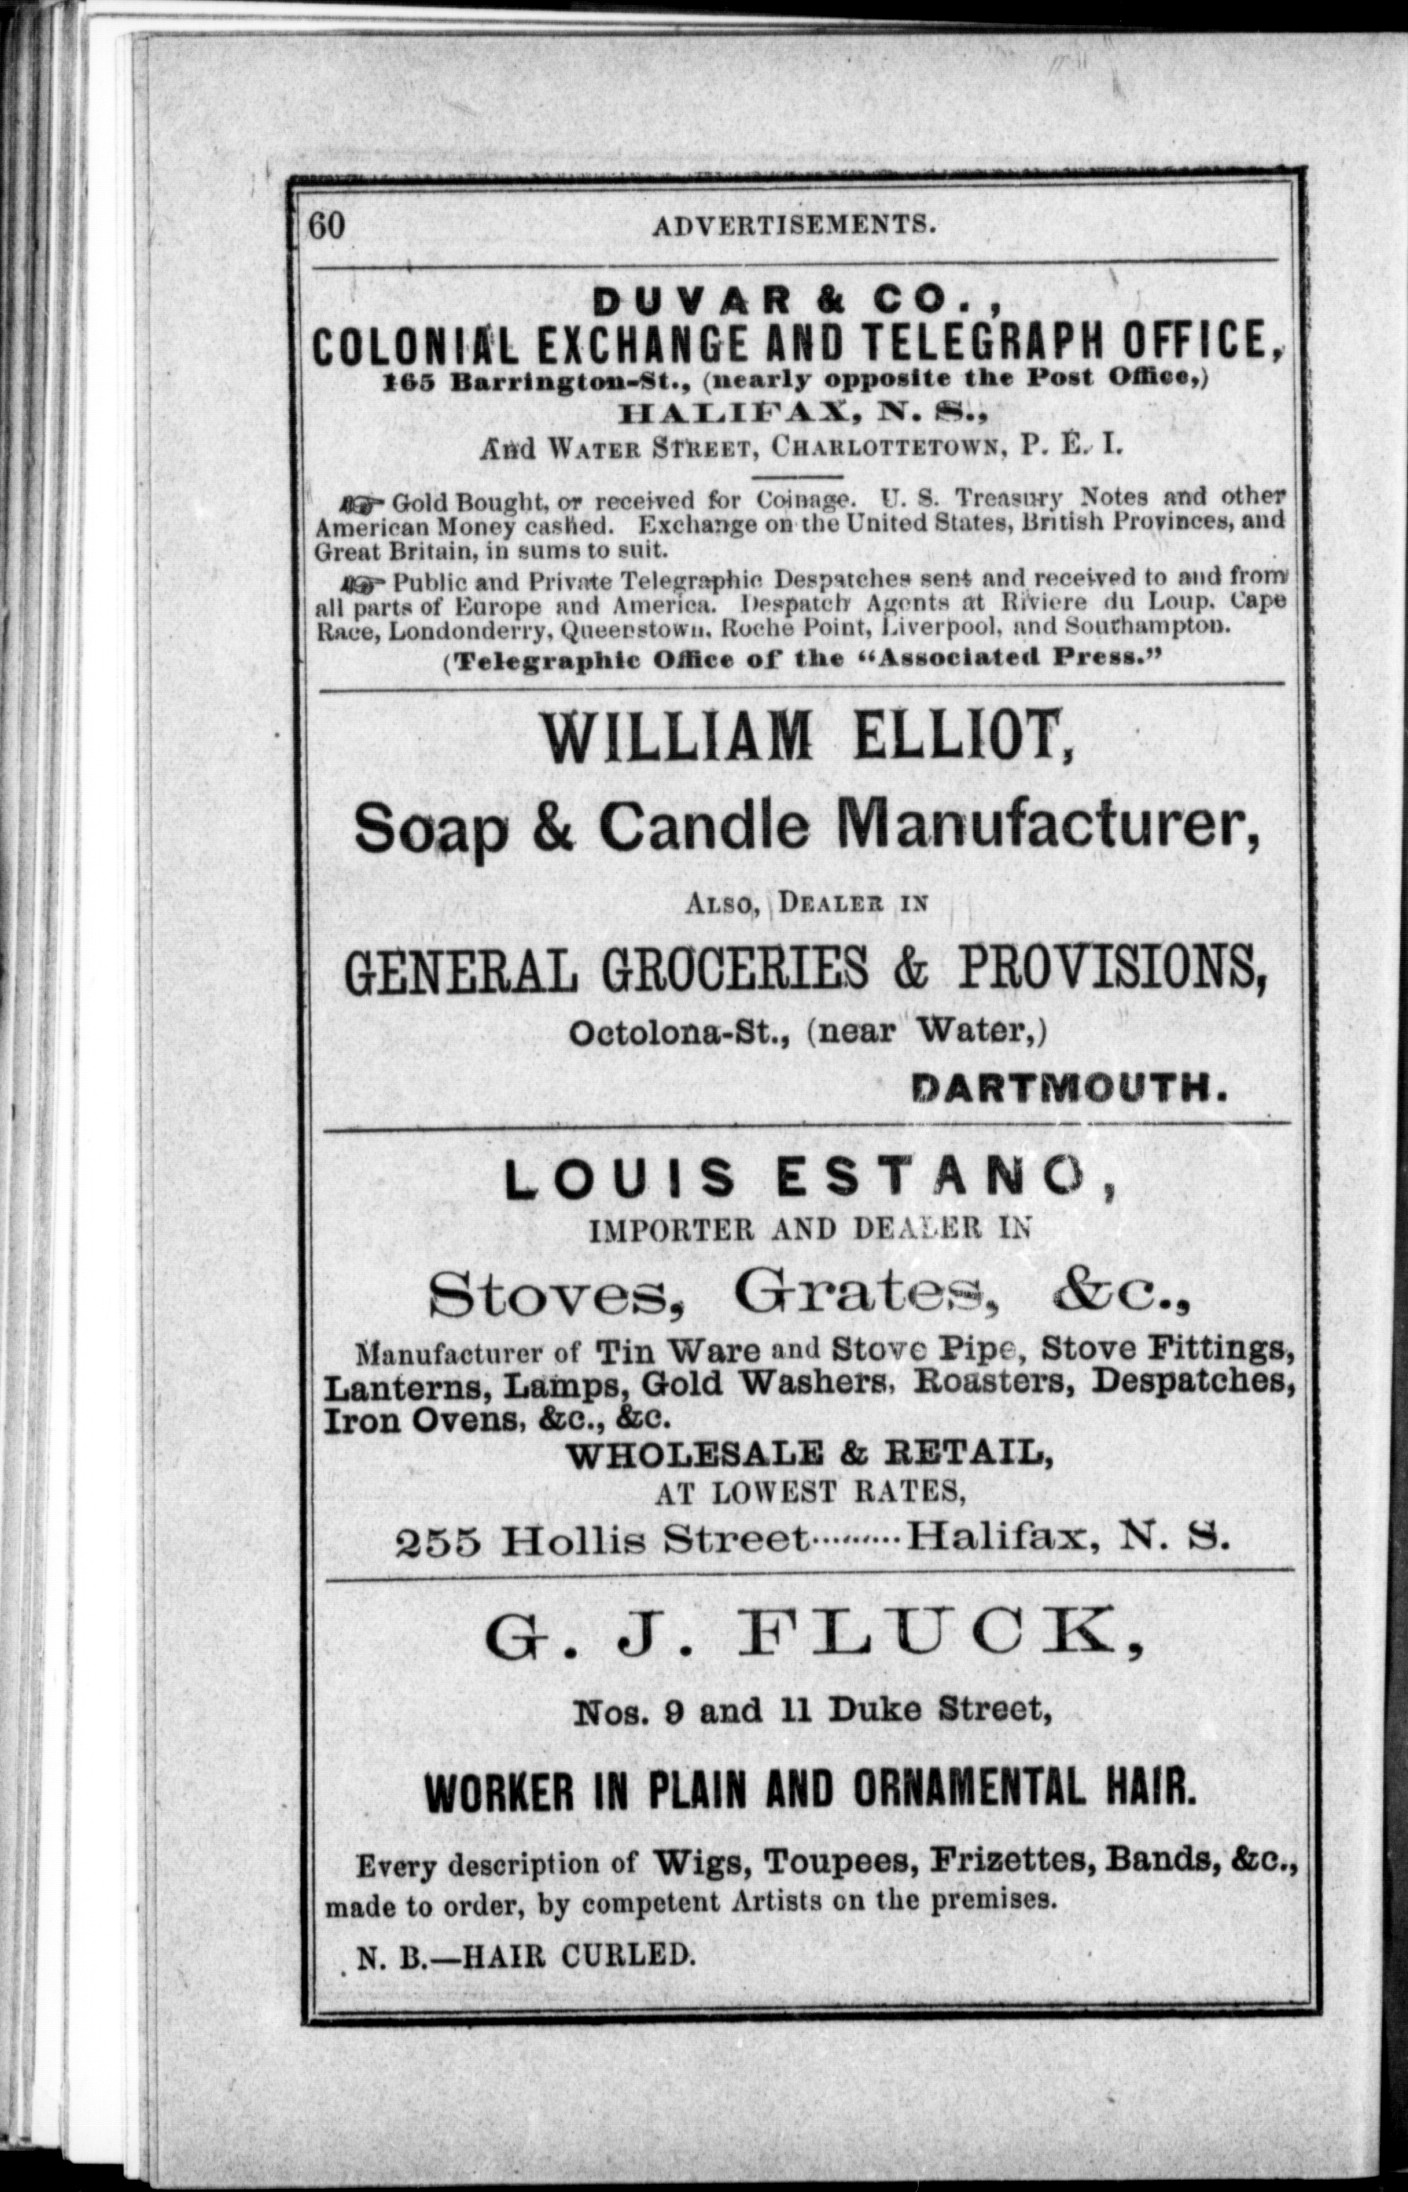 60 ADVERTISEMENTS.
DUVAR & CO.,
COLONIAL EXCHANGE AND TELEGRAPH OFFICE,
165 Barrington-St., (nearly opposite the Post Office,)
HALIFAX, N. S.,
And WATER STREET, CHARLOTTETOWN, P. E. I.
☞ Gold Bought, or received for Coinage. U. S. Treasury Notes and other
American Money cashed. Exchange on the United States, British Provinces, and
Great Britain, in sums to suit.
☞ Public and Private Telegraphic Despatches sent and received to and from
all parts of Europe and America. Despatch Agents at Riviere du Loup, Cape
Race, Londonderry, Queenstown, Roche Point, Liverpool, and Southampton.
(Telegraphic Office of the “Associated Press.”
WILLIAM ELLIOT,
Soap & Candle Manufacturer,
ALSO, DEALER IN
GENERAL GROCERIES & PROVISIONS,
Octolona-St., (near Water,)
DARTMOUTH.
LOUIS ESTANO,
IMPORTER AND DEALER IN
Stoves, Grates, &c.,
Manufacturer of Tin Ware and Stove Pipe, Stove Fittings,
Lanterns, Lamps, Gold Washers, Roasters, Despatches,
Iron Ovens, &c., &c.
WHOLESALE & RETAIL,
AT LOWEST RATES,
255 Hollis Street.........Halifax, N. S.
G. J. FLUCK,
Nos. 9 and 11 Duke Street,
WORKER IN PLAIN AND ORNAMENTAL HAIR.
Every description of Wigs, Toupees, Frizettes, Bands, &c.,
made to order, by competent Artists on the premises.
N. B.—HAIR CURLED.